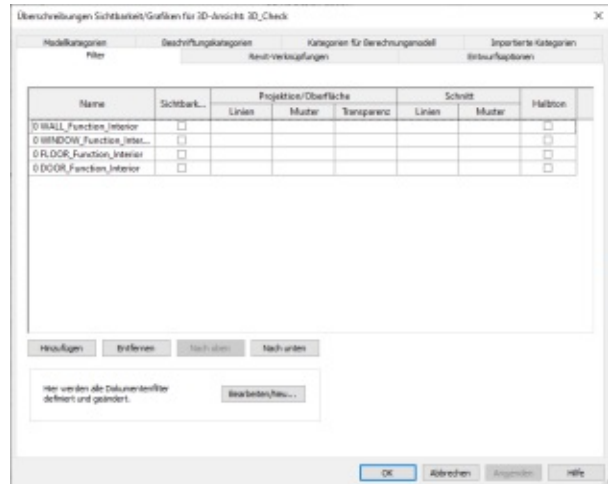 Überschreibungen Sichtbarkeit/Grafiken für 3D-Ansicht: 3D_Check
Modellkategorien Beschriftungskategorien Kategorien für Berechnungsmodell Importierte Kategorien
Filter Revit-Verknüpfungen Entwurfsoptionen
Name Sichtbark... Projektion/Oberfläche Schnitt Halbton
Linien Muster Transparenz Linien Muster
0 WALL_Function_Interior
0 WINDOW_Function_Inter...
0 FLOOR_Function_Interior
0 DOOR_Function_Interior
Hinzufügen Entfernen Nach oben Nach unten
Hier werden alle Dokumentenfilter
definiert und geändert.
Bearbeiten/Neu...
OK Abbrechen Anwenden Hilfe